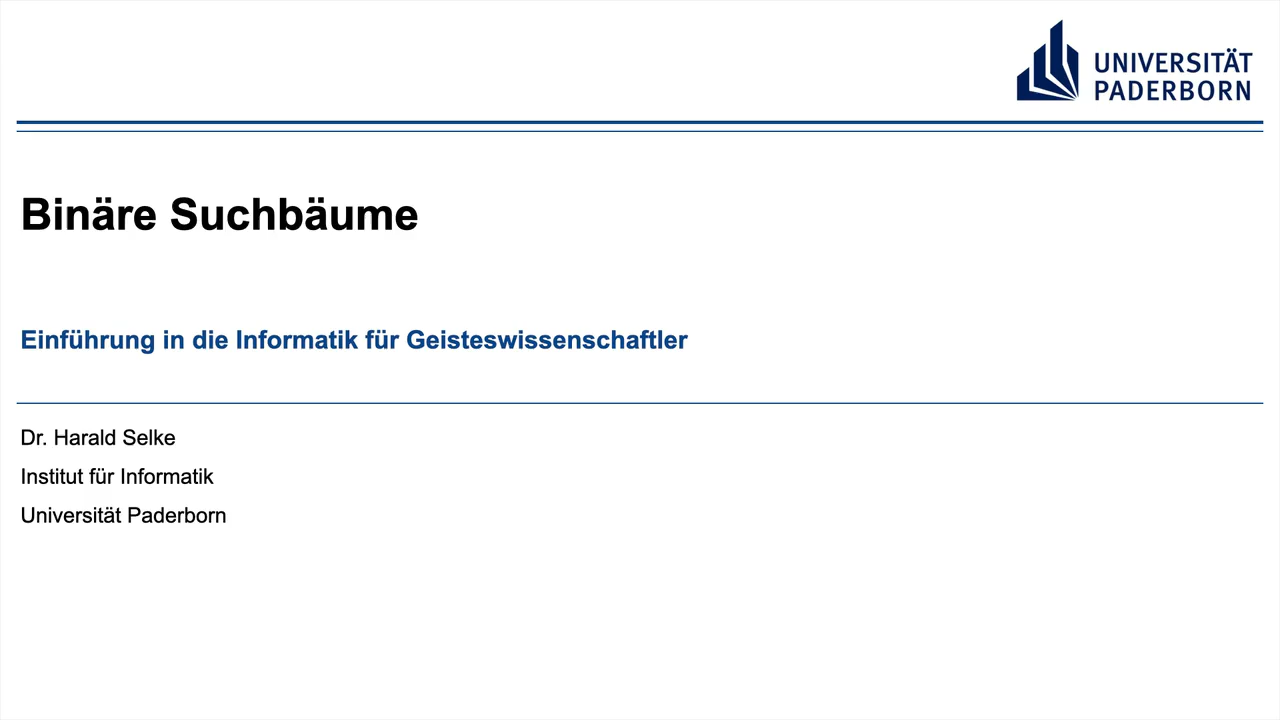 UNIVERSITÄT
PADERBORN
Binäre Suchbäume
Einführung in die Informatik für Geisteswissenschaftler
Dr. Harald Selke
Institut für Informatik
Universität Paderborn